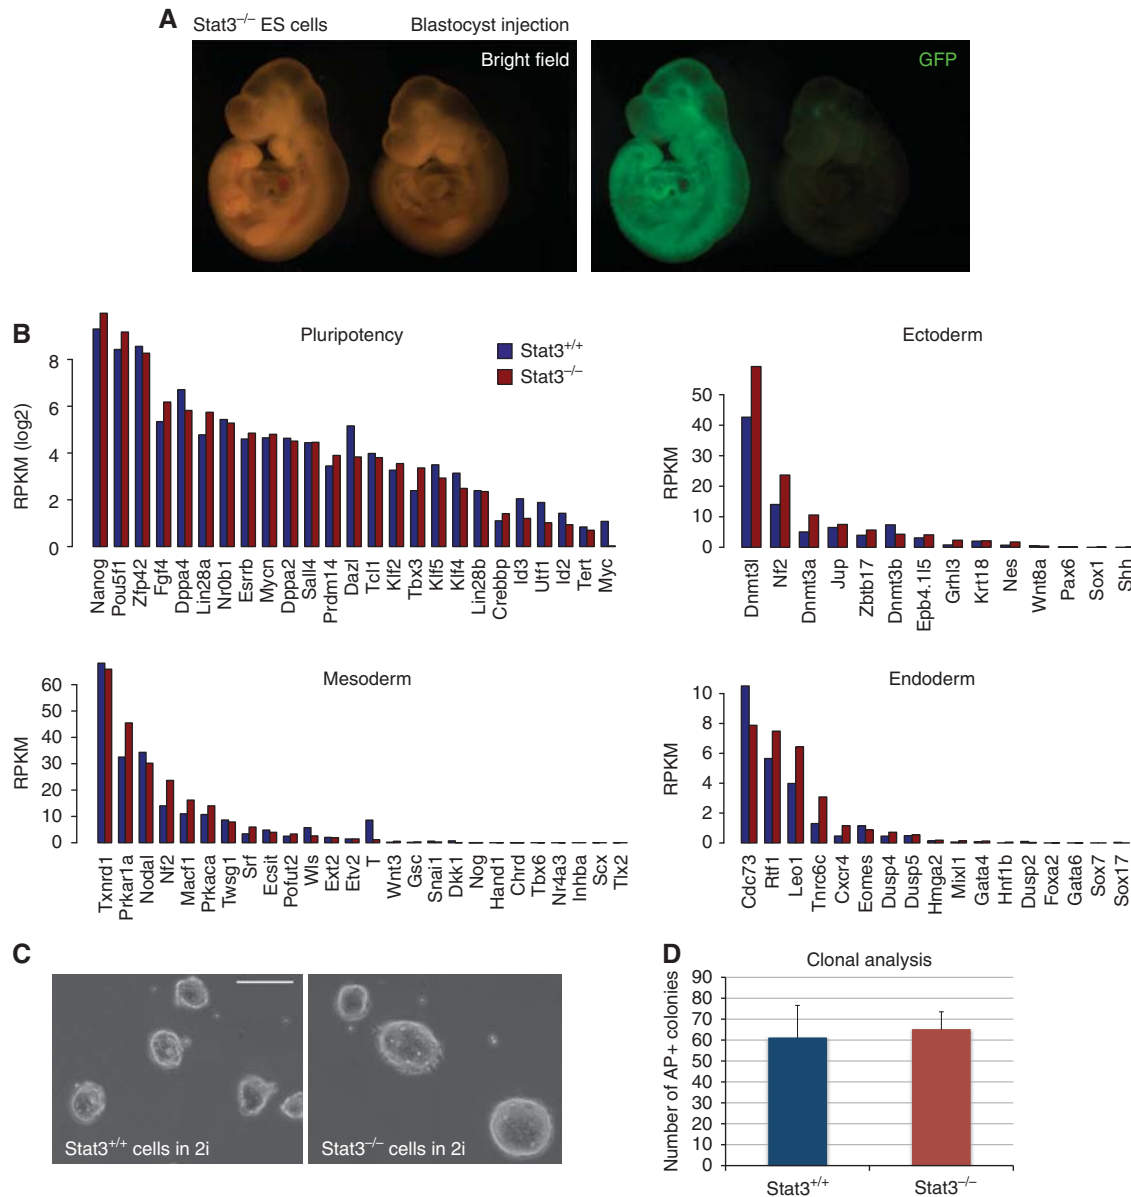 A
Stat3–/– ES cells
Blastocyst injection
Bright field
GFP
B
Pluripotency
Stat3+/+
Stat3–/–
RPKM (log2)
8
6
4
2
0
Nanog
Pou5f1
Zfp42
Fgf4
Dppa4
Lin28a
Nr0b1
Esrrb
Mycn
Dppa2
Sall4
Prdm14
Dazl
Tcl1
Klf2
Tbx3
Klf5
Klf4
Lin28b
Crebbp
Id3
Utf1
Id2
Tert
Myc
Ectoderm
RPKM
50
40
30
20
10
0
Dnmt3l
Nf2
Dnmt3a
Jup
Zbtb17
Dnmt3b
Epb4.1l5
Grhl3
Krt18
Nes
Wnt8a
Pax6
Sox1
Shh
Mesoderm
RPKM
60
50
40
30
20
10
0
Txnrd1
Prkar1a
Nodal
Nf2
Macf1
Prkaca
Twsg1
Srf
Ecsit
Pofut2
Wls
Ext2
Etv2
T
Wnt3
Gsc
Snai1
Dkk1
Nog
Hand1
Chrd
Tbx6
Nr4a3
Inhba
Scx
Tlx2
Endoderm
RPKM
10
8
6
4
2
0
Cdc73
Rtf1
Leo1
Tnrc6c
Cxcr4
Eomes
Dusp4
Dusp5
Hmga2
Mixl1
Gata4
Hnf1b
Dusp2
Foxa2
Gata6
Sox7
Sox17
C
Stat3+/+ cells in 2i
Stat3–/– cells in 2i
D
Clonal analysis
Number of AP+ colonies
90
80
70
60
50
40
30
20
10
0
Stat3+/+
Stat3–/–